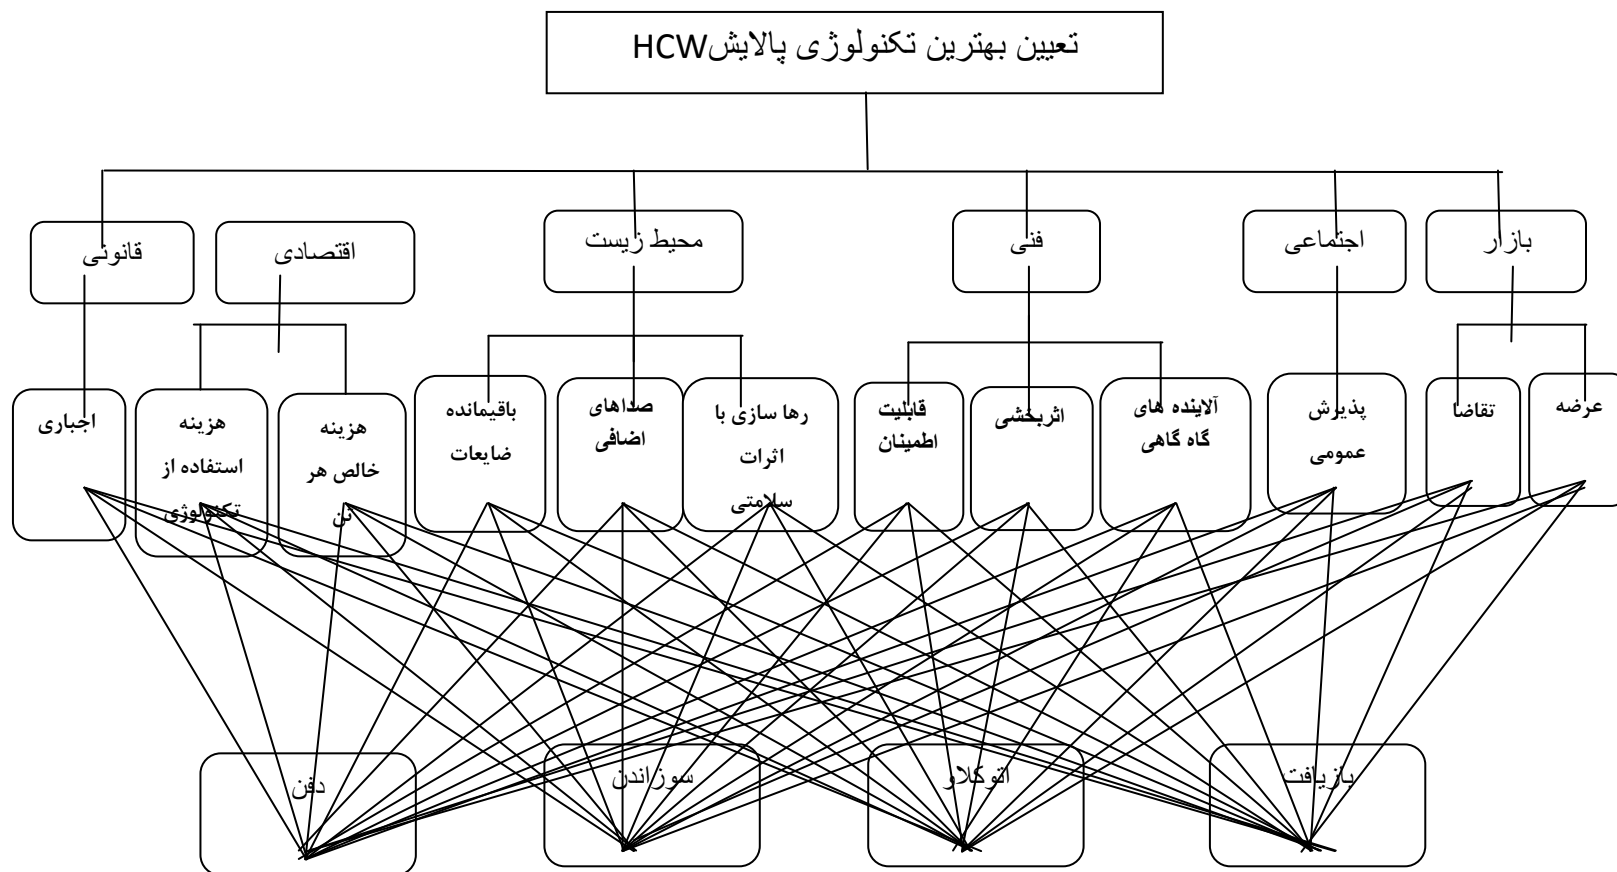 تعیین بهترین تکنولوژی پالایشHCW
بازار
اجتماعی
فنی
محیط زیست
اقتصادی
قانونی
عرضه
تقاضا
پذیرش
عمومی
آلاینده های
گاه گاهی
اثربخشی
قابلیت
اطمینان
رها سازی با
اثرات
سلامتی
صداهای
اضافی
باقیمانده
ضایعات
هزینه
خالص هر
تن
هزینه
استفاده از
تکنولوژی
اجباری
بازیافت
اتوکلاو
سوزاندن
دفن